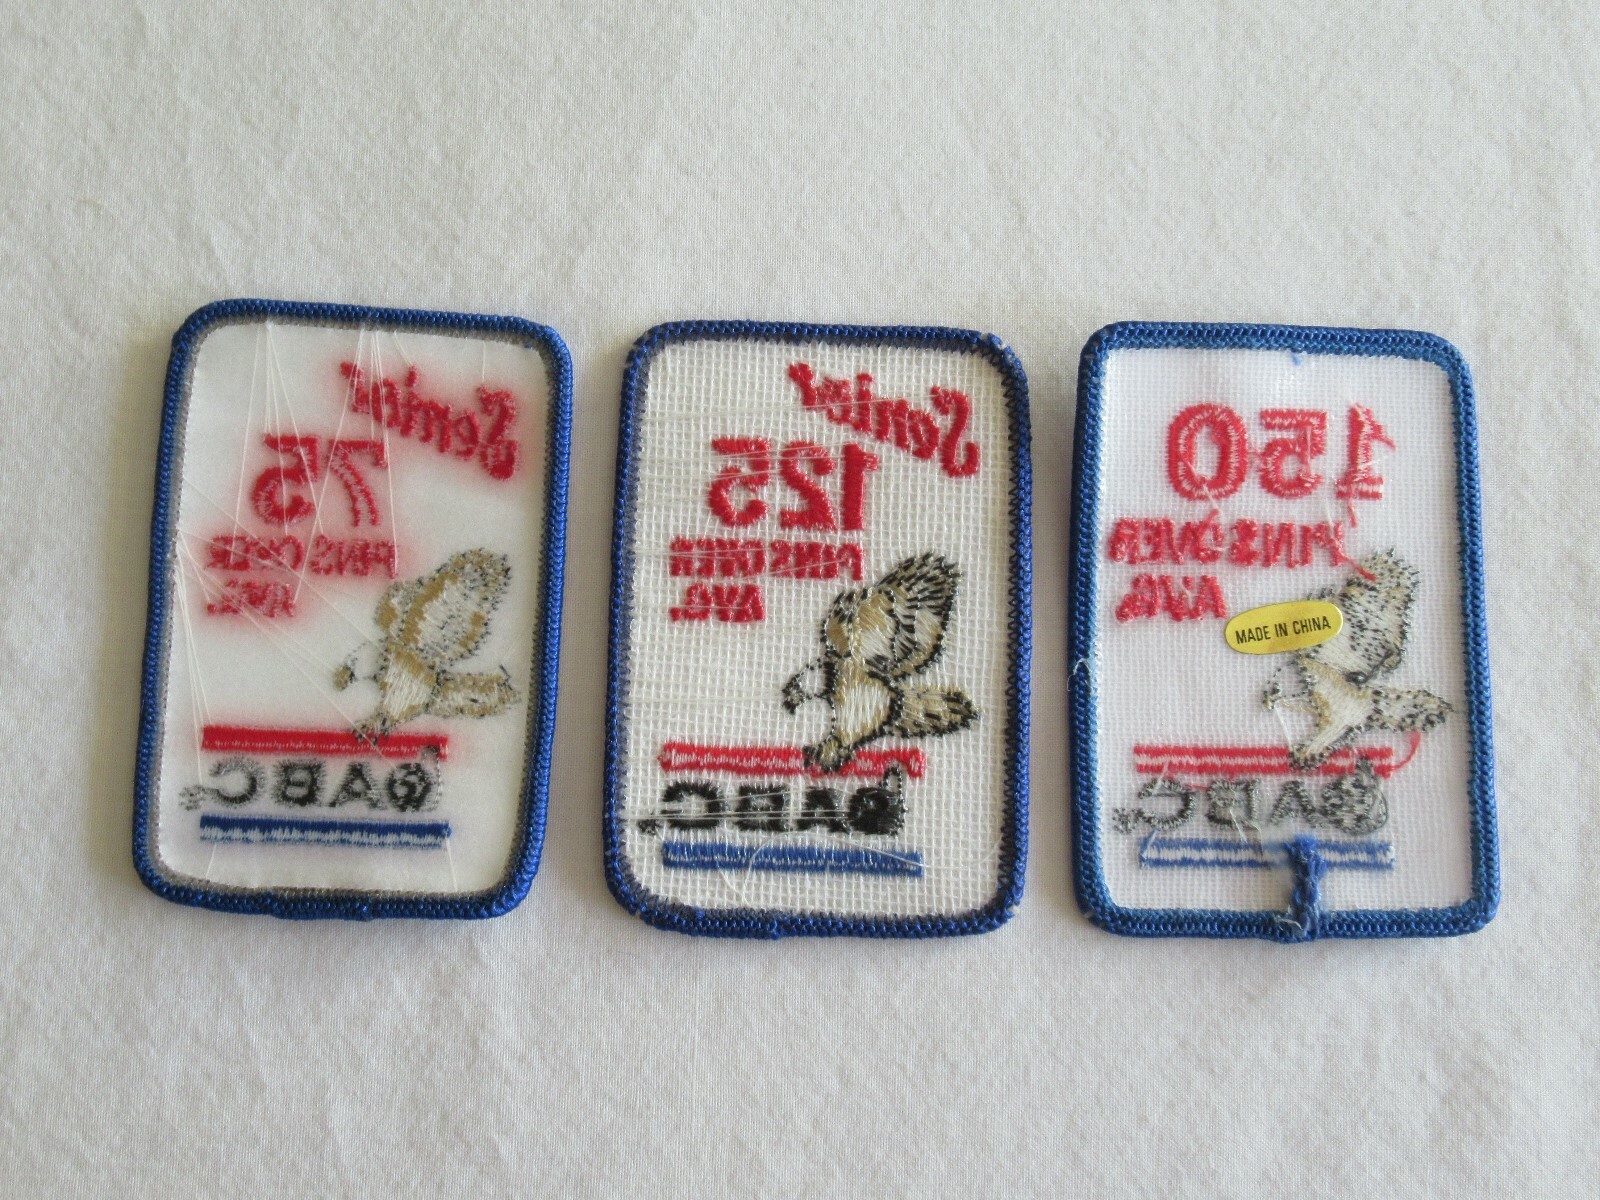 Senior
75
PINS OVER
AVG.
ABC
Senior
125
PINS OVER
AVG.
ABC
150
PINS OVER
AVG.
MADE IN CHINA
ABC